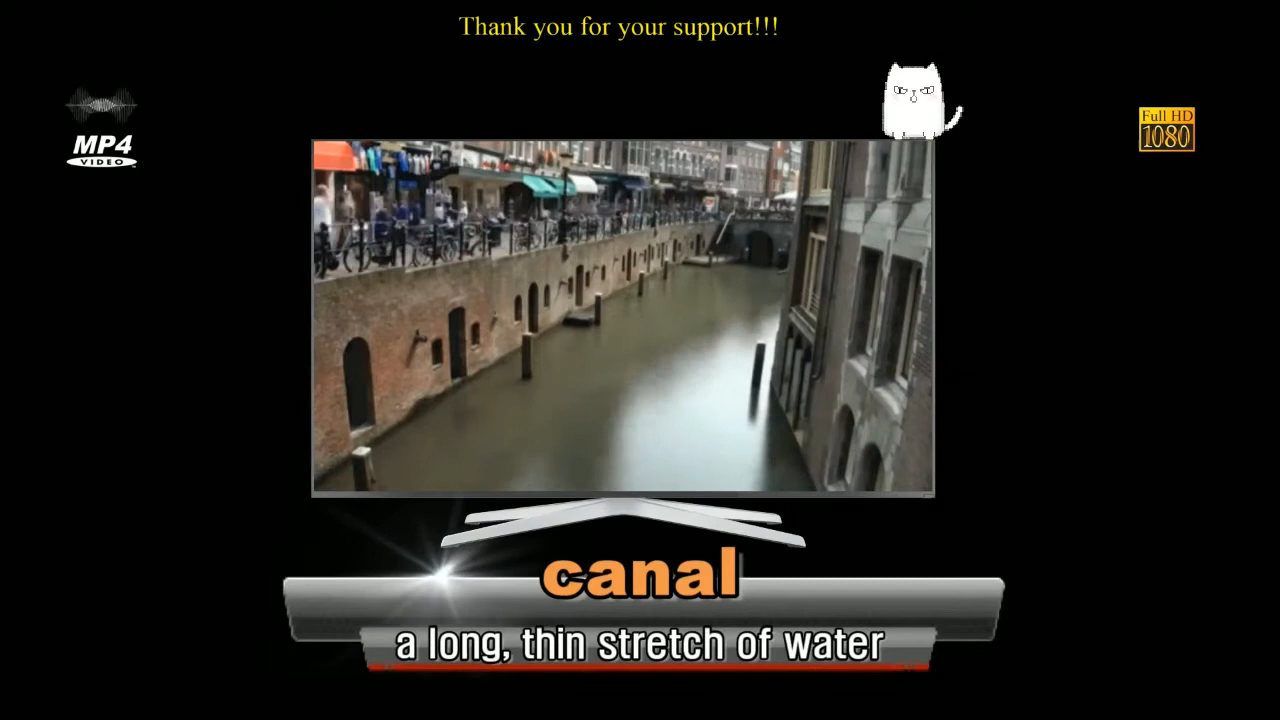 Thank you for your support!!!
MP4
VIDEO
Full HD
1080
canal
a long, thin stretch of water